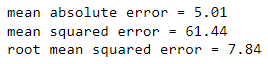 mean absolute error = 5.01
mean squared error = 61.44
root mean squared error = 7.84